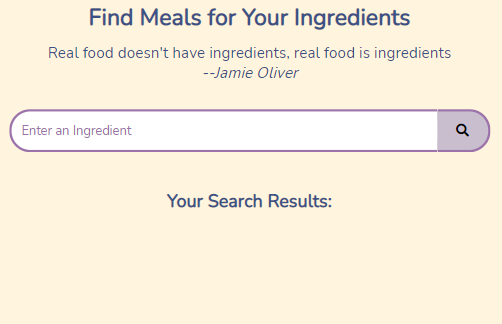 Find Meals for Your Ingredients
Real food doesn't have ingredients, real food is ingredients
--Jamie Oliver
Enter an Ingredient
Your Search Results: